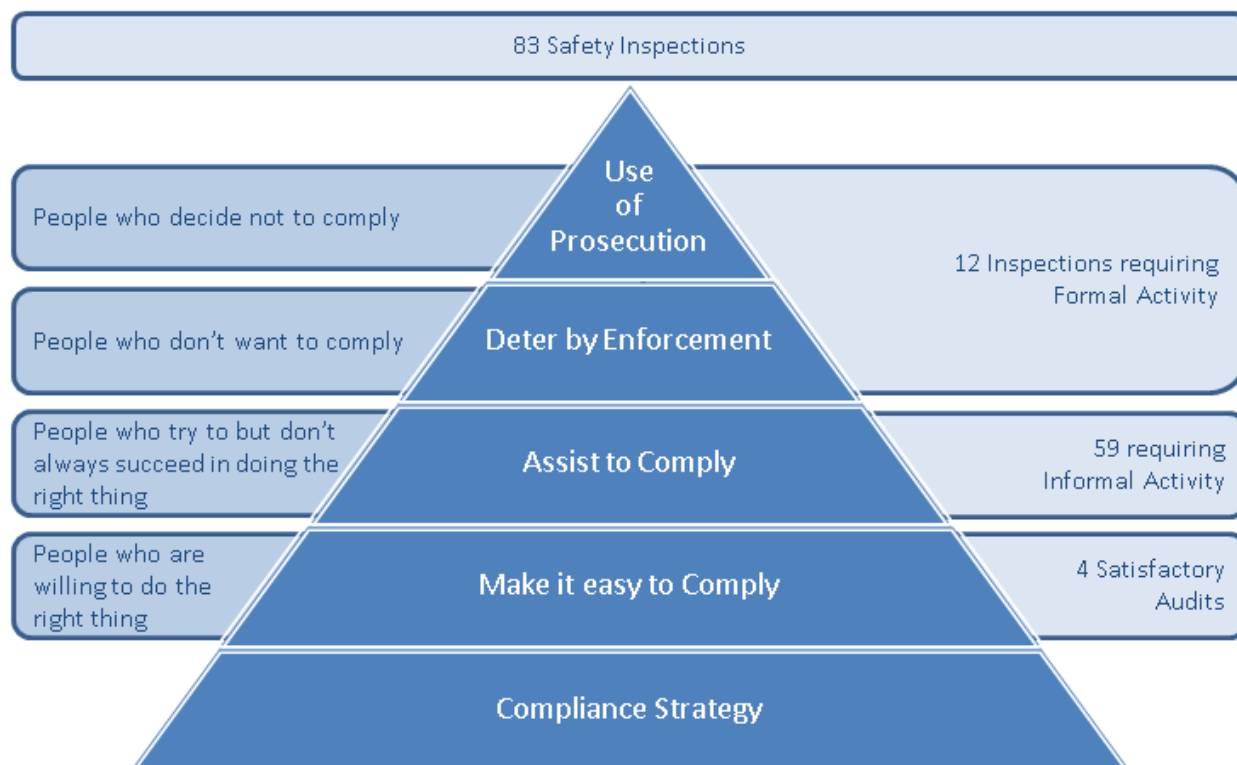 83 Safety Inspections
People who decide not to comply
Use
of
Prosecution
12 Inspections requiring
Formal Activity
People who don't want to comply
Deter by Enforcement
People who try to but don't
always succeed in doing the
right thing
Assist to Comply
59 requiring
Informal Activity
People who are
willing to do the
right thing
Make it easy to Comply
4 Satisfactory
Audits
Compliance Strategy